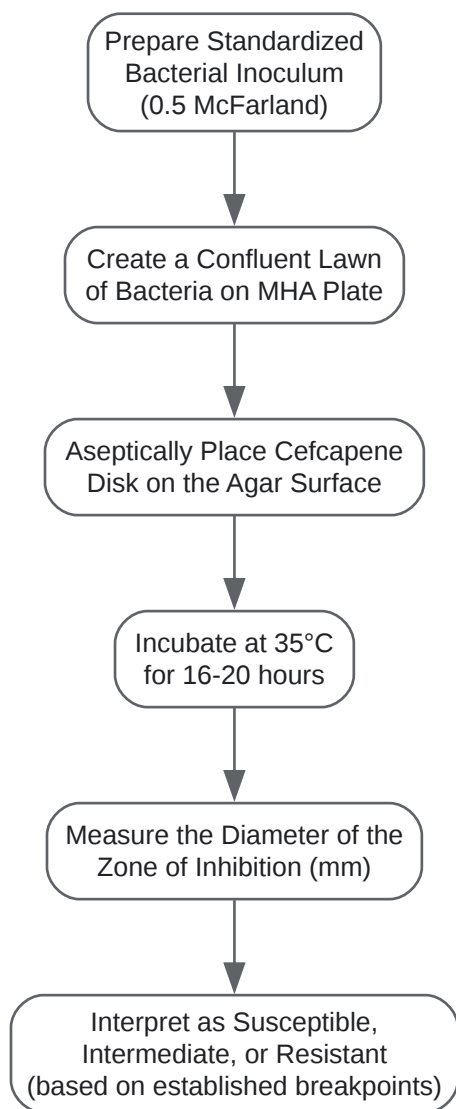 Prepare Standardized
Bacterial Inoculum
(0.5 McFarland)
Create a Confluent Lawn
of Bacteria on MHA Plate
Aseptically Place Cefcapene
Disk on the Agar Surface
Incubate at 35°C
for 16-20 hours
Measure the Diameter of the
Zone of Inhibition (mm)
Interpret as Susceptible,
Intermediate, or Resistant
(based on established breakpoints)